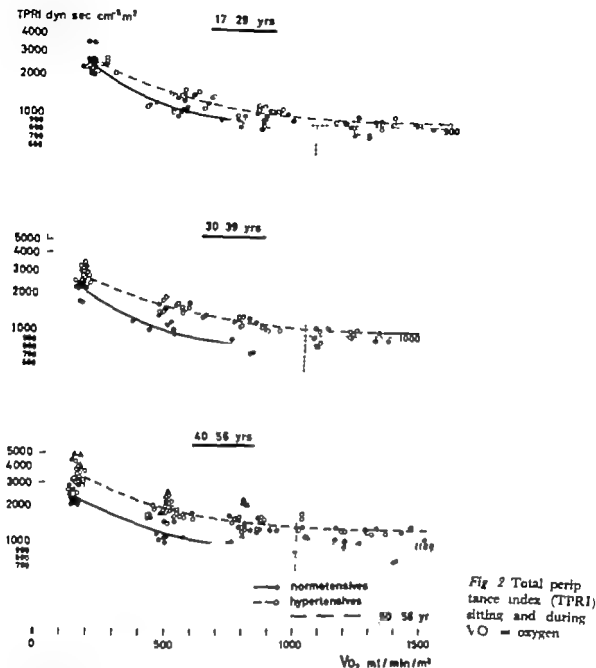 TPRI dyn sec cm⁻⁵m²
17 29 yrs
4000
3000
2000
1000
900
30 39 yrs
5000
4000
3000
2000
1000
1000
40 56 yrs
5000
4000
3000
2000
1000
1100
normotensives
hypertensives
50 56 yr
0
0 500 1000 1500
V̇o₂ ml/min/m²
Fig 2 Total perip
tance index (TPRI)
sitting and during
VO = oxygen